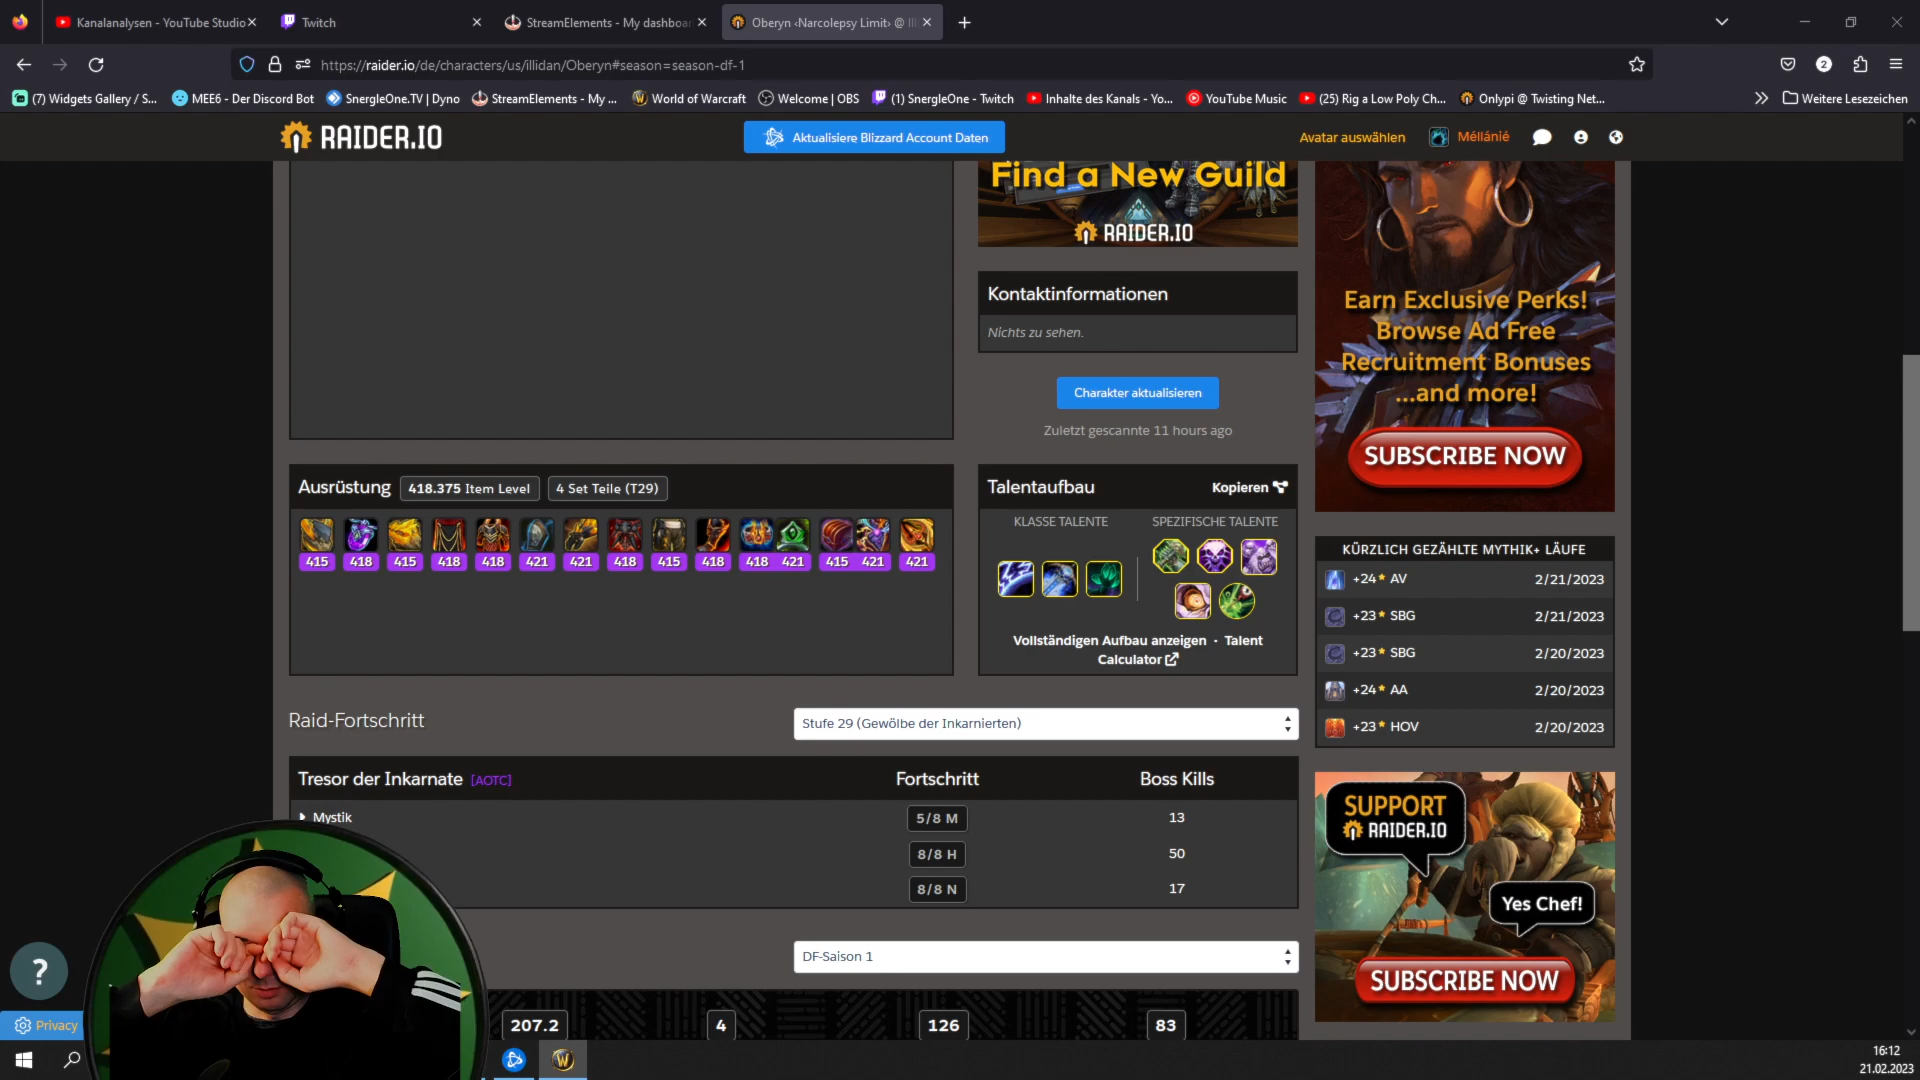 Kanalanalysen - YouTube Studio
Twitch
StreamElements - My dashboar
Oberyn ‹Narcolepsy Limit› @ Ill
https://raider.io/de/characters/us/illidan/Oberyn#season=season-df-1
2
(7) Widgets Gallery / S...
MEE6 - Der Discord Bot
SnergleOne.TV | Dyno
StreamElements - My ...
World of Warcraft
Welcome | OBS
(1) SnergleOne - Twitch
Inhalte des Kanals - Yo...
YouTube Music
(25) Rig a Low Poly Ch...
Onlypi @ Twisting Net...
Weitere Lesezeichen
RAIDER.IO
Aktualisiere Blizzard Account Daten
Avatar auswählen
Mélláníé
Find a New Guild
RAIDER.IO
Earn Exclusive Perks!
Browse Ad Free
Recruitment Bonuses
...and more!
SUBSCRIBE NOW
Kontaktinformationen
Nichts zu sehen.
Charakter aktualisieren
Zuletzt gescannte 11 hours ago
Ausrüstung
418.375 Item Level
4 Set Teile (T29)
415 418 415 418 418 421 421 418 415 418 418 421 415 421 421
Talentaufbau
Kopieren
KLASSE TALENTE
SPEZIFISCHE TALENTE
Vollständigen Aufbau anzeigen · Talent
Calculator
KÜRZLICH GEZÄHLTE MYTHIK+ LÄUFE
+24* AV 2/21/2023
+23* SBG 2/21/2023
+23* SBG 2/20/2023
+24* AA 2/20/2023
+23* HOV 2/20/2023
Raid-Fortschritt
Stufe 29 (Gewölbe der Inkarnierten)
Tresor der Inkarnate [AOTC] Fortschritt Boss Kills
Mystik 5/8 M 13
8/8 H 50
8/8 N 17
DF-Saison 1
207.2 4 126 83
SUPPORT
RAIDER.IO
Yes Chef!
SUBSCRIBE NOW
?
Privacy
W
16:12
21.02.2023